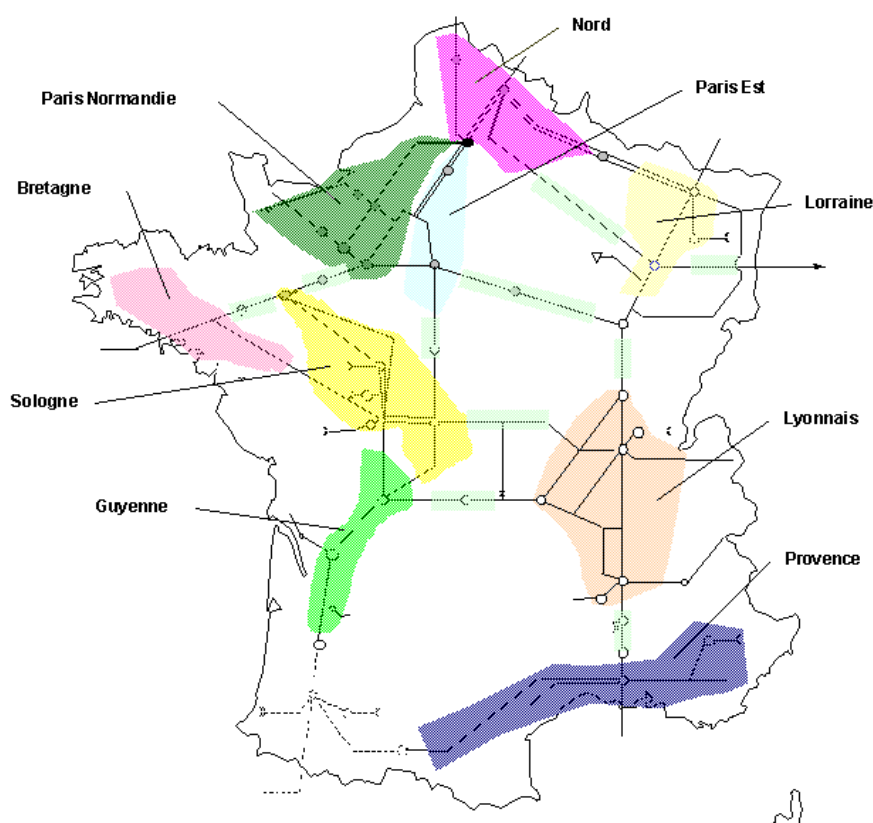 Nord
Paris Est
Paris Normandie
Bretagne
Lorraine
Sologne
Lyonnais
Guyenne
Provence